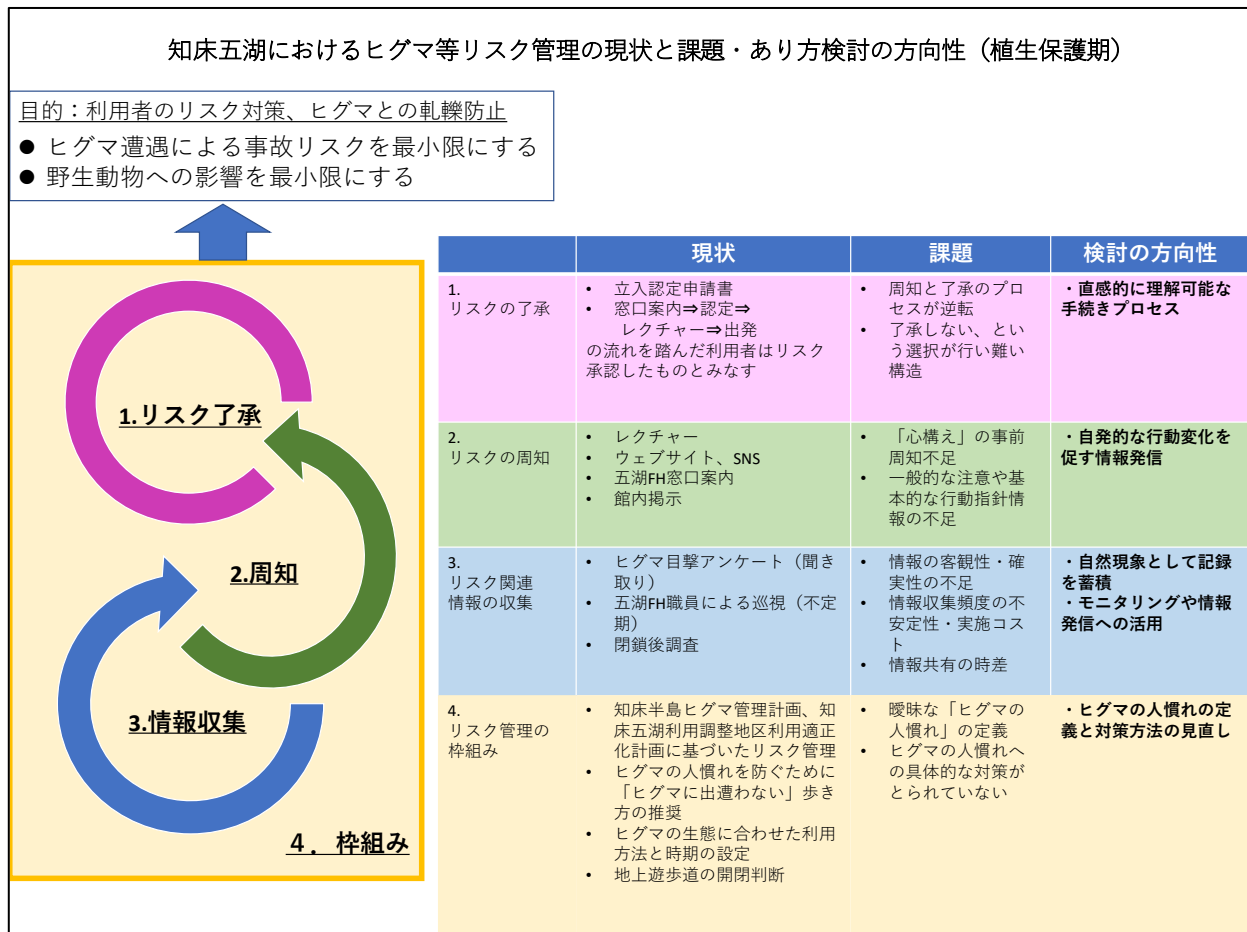 知床五湖におけるヒグマ等リスク管理の現状と課題・あり方検討の方向性（植生保護期）
目的：利用者のリスク対策、ヒグマとの軋轢防止
● ヒグマ遭遇による事故リスクを最小限にする
● 野生動物への影響を最小限にする
1.リスク了承
2.周知
3.情報収集
４．枠組み
現状
課題
検討の方向性
1.
リスクの了承
• 立入認定申請書
• 窓口案内⇒認定⇒
レクチャー⇒出発
の流れを踏んだ利用者はリスク
承認したものとみなす
• 周知と了承のプロ
セスが逆転
• 了承しない、とい
う選択が行い難い
構造
・直感的に理解可能な
手続きプロセス
2.
リスクの周知
• レクチャー
• ウェブサイト、SNS
• 五湖FH窓口案内
• 館内掲示
• 「心構え」の事前
周知不足
• 一般的な注意や基
本的な行動指針情
報の不足
・自発的な行動変化を
促す情報発信
3.
リスク関連
情報の収集
• ヒグマ目撃アンケート（聞き
取り）
• 五湖FH職員による巡視（不定
期）
• 閉鎖後調査
• 情報の客観性・確
実性の不足
• 情報収集頻度の不
安定性・実施コス
ト
• 情報共有の時差
・自然現象として記録
を蓄積
・モニタリングや情報
発信への活用
4.
リスク管理の
枠組み
• 知床半島ヒグマ管理計画、知
床五湖利用調整地区利用適正
化計画に基づいたリスク管理
• ヒグマの人慣れを防ぐために
「ヒグマに出遭わない」歩き
方の推奨
• ヒグマの生態に合わせた利用
方法と時期の設定
• 地上遊歩道の開閉判断
• 曖昧な「ヒグマの
人慣れ」の定義
• ヒグマの人慣れへ
の具体的な対策が
とられていない
・ヒグマの人慣れの定
義と対策方法の見直し